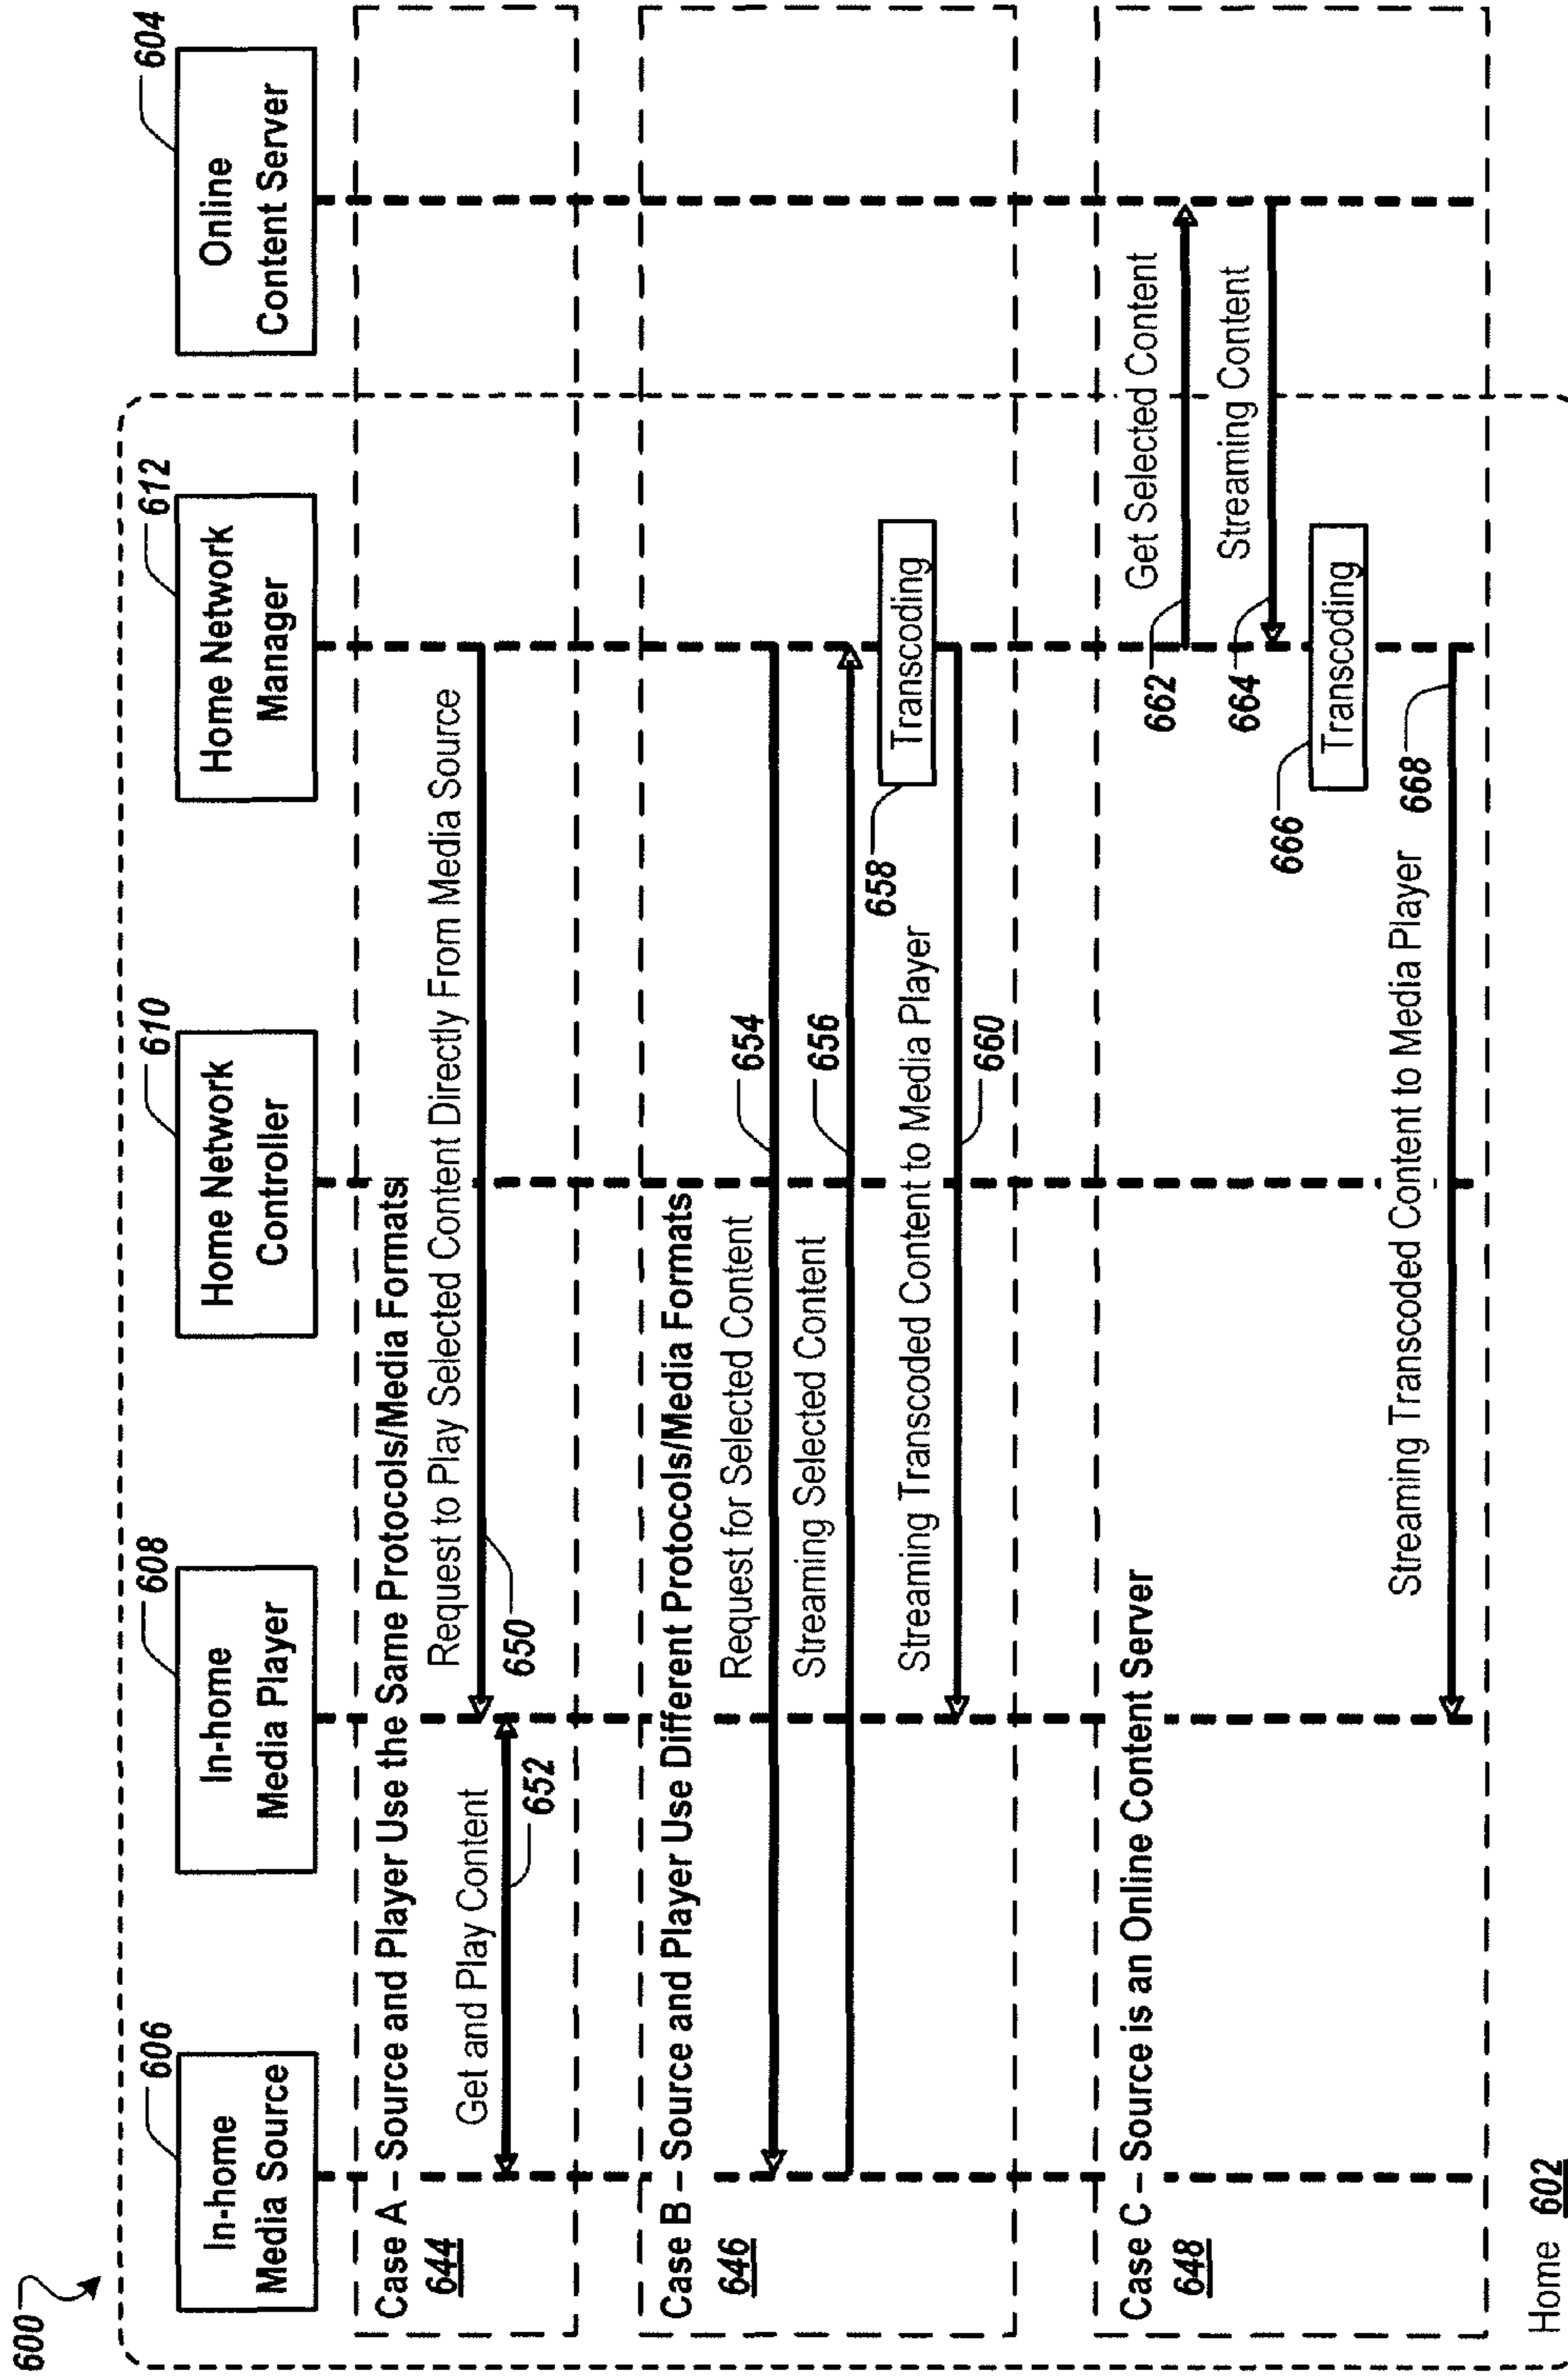 600
In-home
Media Source
606
In-home
Media Player
608
Home Network
Controller
610
Home Network
Manager
612
Online
Content Server
604
Case A – Source and Player Use the Same Protocols/Media Formats
644
Request to Play Selected Content Directly From Media Source
650
Get and Play Content
652
Case B – Source and Player Use Different Protocols/Media Formats
646
Request for Selected Content
654
Streaming Selected Content
656
Transcoding
658
Streaming Transcoded Content to Media Player
660
Case C – Source is an Online Content Server
648
Get Selected Content
662
Streaming Content
664
Transcoding
666
Streaming Transcoded Content to Media Player
668
Home 602